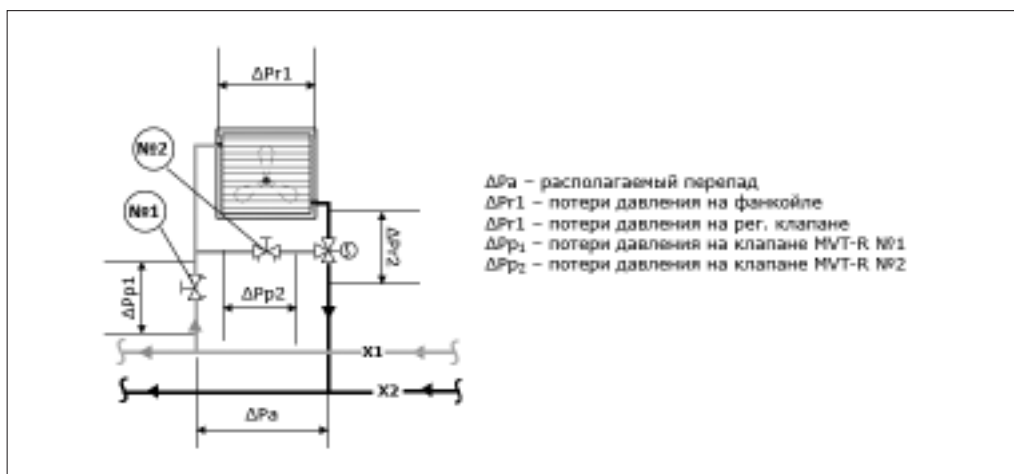 ΔPr1
№2
№1
ΔPr2
ΔPp1
ΔPp2
X1
X2
ΔPa
ΔPa – располагаемый перепад
ΔPr1 – потери давления на фанкойле
ΔPr1 – потери давления на рег. клапане
ΔPp₁ – потери давления на клапане MVT-R №1
ΔPp₂ – потери давления на клапане MVT-R №2